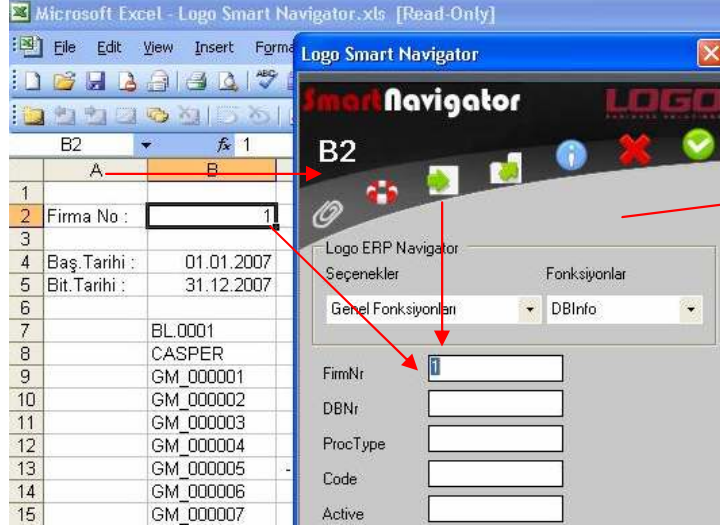 Microsoft Excel - Logo Smart Navigator.xls [Read-Only]
File Edit View Insert
B2 fx 1
A B
1
2 Firma No : 1
3
4 Baş.Tarihi : 01.01.2007
5 Bit.Tarihi : 31.12.2007
6
7 BL.0001
8 CASPER
9 GM_000001
10 GM_000002
11 GM_000003
12 GM_000004
13 GM_000005 -
14 GM_000006
15 GM_000007
Logo Smart Navigator
SmartNavigator LOGO
B2
Logo ERP Navigator
Seçenekler Fonksiyonlar
Genel Fonksiyonları DBInfo
FirmNr 1
DBNr
ProcType
Code
Active